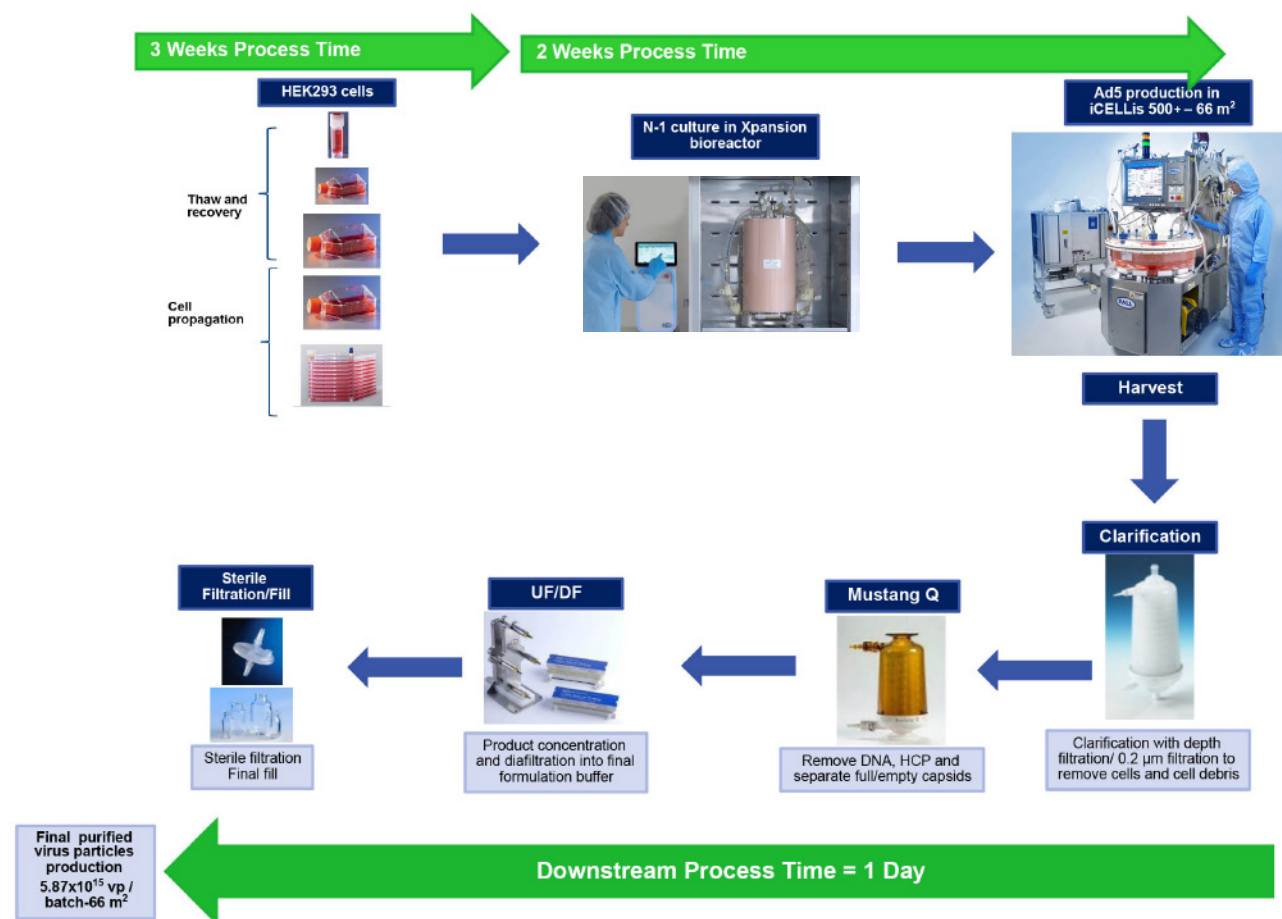 3 Weeks Process Time
2 Weeks Process Time
HEK293 cells
Thaw and
recovery
Cell
propagation
N-1 culture in Xpansion
bioreactor
Ad5 production in
iCELLis 500+ – 66 m²
PALL
Harvest
Clarification
Clarification with depth
filtration/ 0.2 µm filtration to
remove cells and cell debris
Mustang Q
Remove DNA, HCP and
separate full/empty capsids
UF/DF
Product concentration
and diafiltration into final
formulation buffer
Sterile
Filtration/Fill
Sterile filtration
Final fill
Downstream Process Time = 1 Day
Final purified
virus particles
production
5.87x10¹⁵ vp /
batch-66 m²